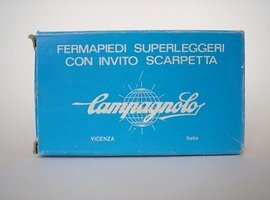 FERMAPIEDI SUPERLEGGERI
CON INVITO SCARPETTA
Campagnolo
VICENZA Italia